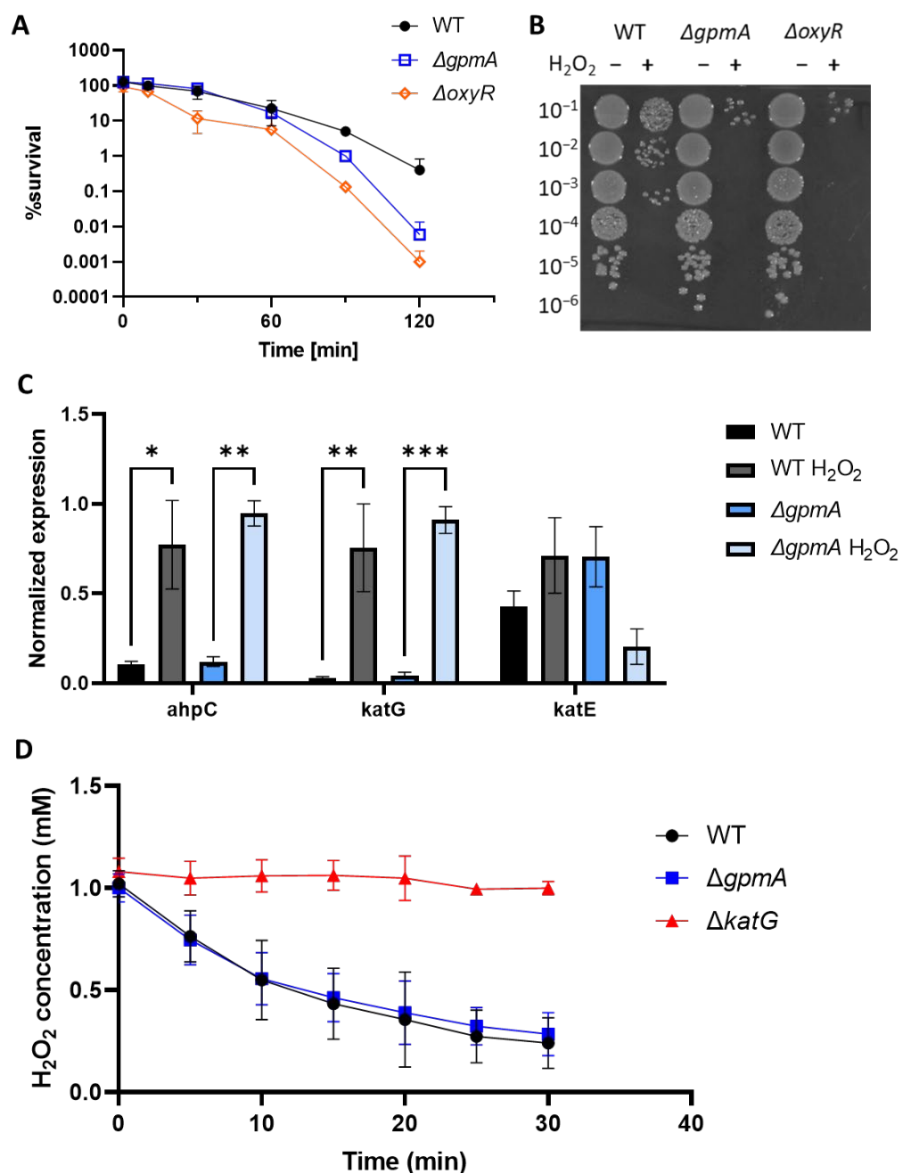 A
WT
ΔgpmA
ΔoxyR
1000
100
10
1
0.1
0.01
0.001
0.0001
%survival
0
60
120
Time [min]
B
WT ΔgpmA ΔoxyR
H₂O₂ – + – + – +
10⁻¹
10⁻²
10⁻³
10⁻⁴
10⁻⁵
10⁻⁶
C
1.5
1.0
0.5
0.0
Normalized expression
* ** ** ***
ahpC katG katE
WT
WT H₂O₂
ΔgpmA
ΔgpmA H₂O₂
D
1.5
1.0
0.5
0.0
H₂O₂ concentration (mM)
0 10 20 30 40
Time (min)
WT
ΔgpmA
ΔkatG